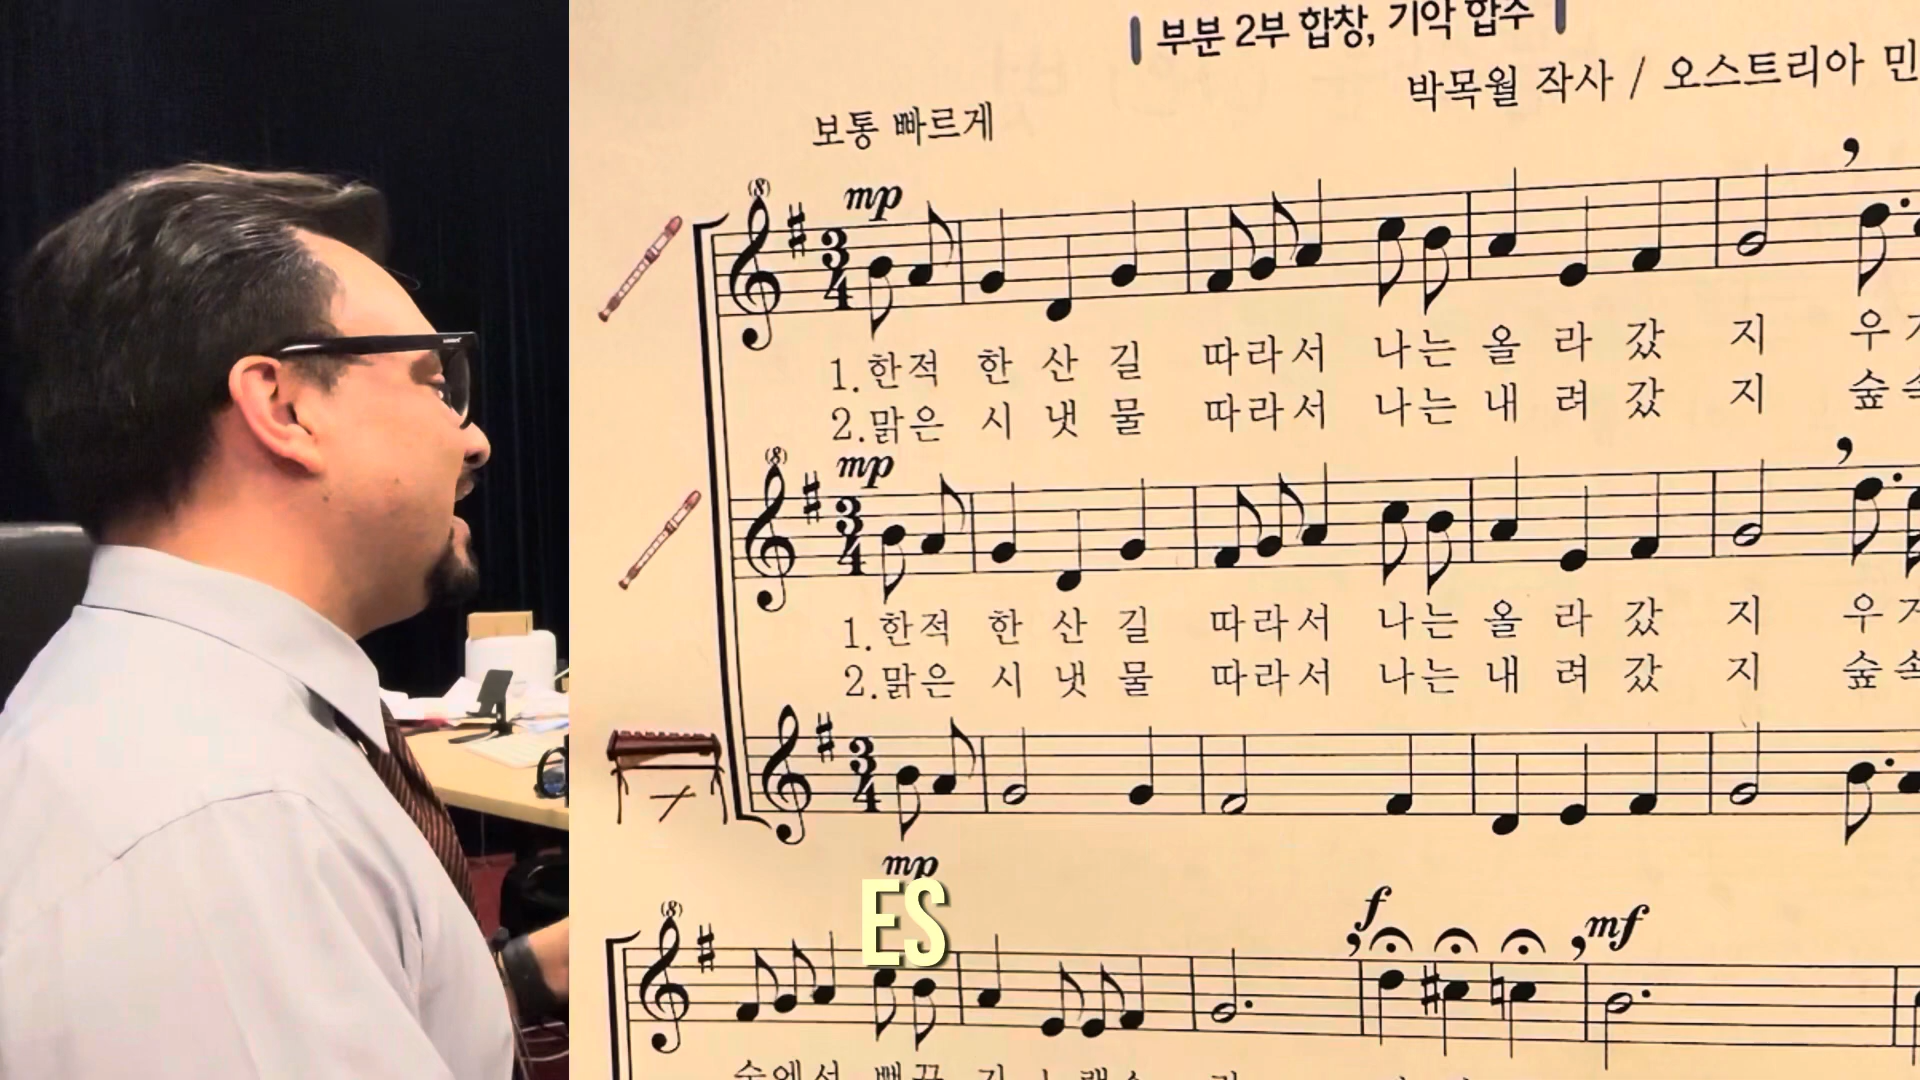 부분 2부 합창, 기악 합주
박목월 작사 / 오스트리아 민
보통 빠르게
mp
1. 한적 한 산 길 따라서 나는 올 라 갔 지 우
2. 맑은 시 냇 물 따라서 나는 내 려 갔 지 숲
mp
1. 한적 한 산 길 따라서 나는 올 라 갔 지 우 거
2. 맑은 시 냇 물 따라서 나는 내 려 갔 지 숲 속
mp
ES
f mf